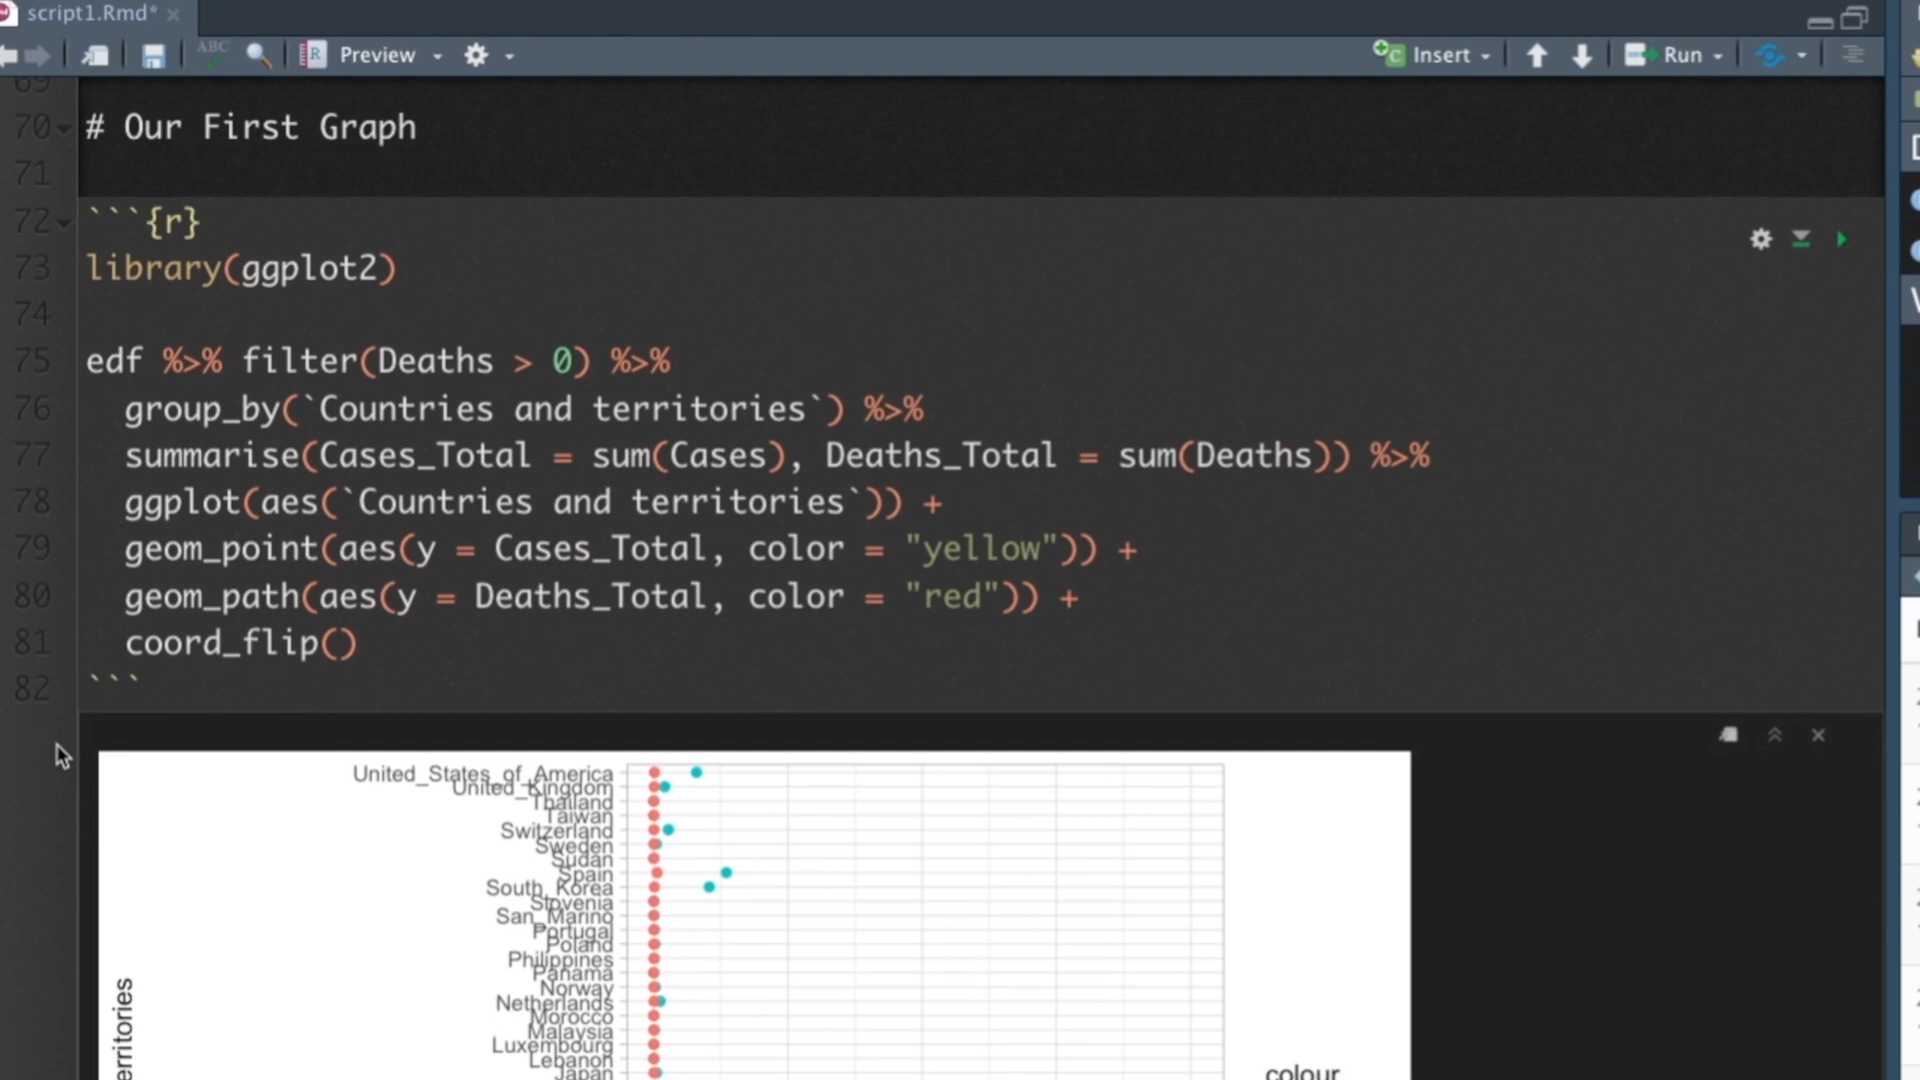 script1.Rmd*
ABC
Preview
Insert
Run
69
70 # Our First Graph
71
72 ```{r}
73 library(ggplot2)
74
75 edf %>% filter(Deaths > 0) %>%
76 group_by(`Countries and territories`) %>%
77 summarise(Cases_Total = sum(Cases), Deaths_Total = sum(Deaths)) %>%
78 ggplot(aes(`Countries and territories`)) +
79 geom_point(aes(y = Cases_Total, color = "yellow")) +
80 geom_path(aes(y = Deaths_Total, color = "red")) +
81 coord_flip()
82 ```
United_States_of_America
United_Kingdom
Thailand
Taiwan
Switzerland
Sweden
Sudan
Spain
South_Korea
Slovenia
San_Marino
Portugal
Poland
Philippines
Panama
Norway
Netherlands
Morocco
Malaysia
Luxembourg
Lebanon
Japan
erritories
colour